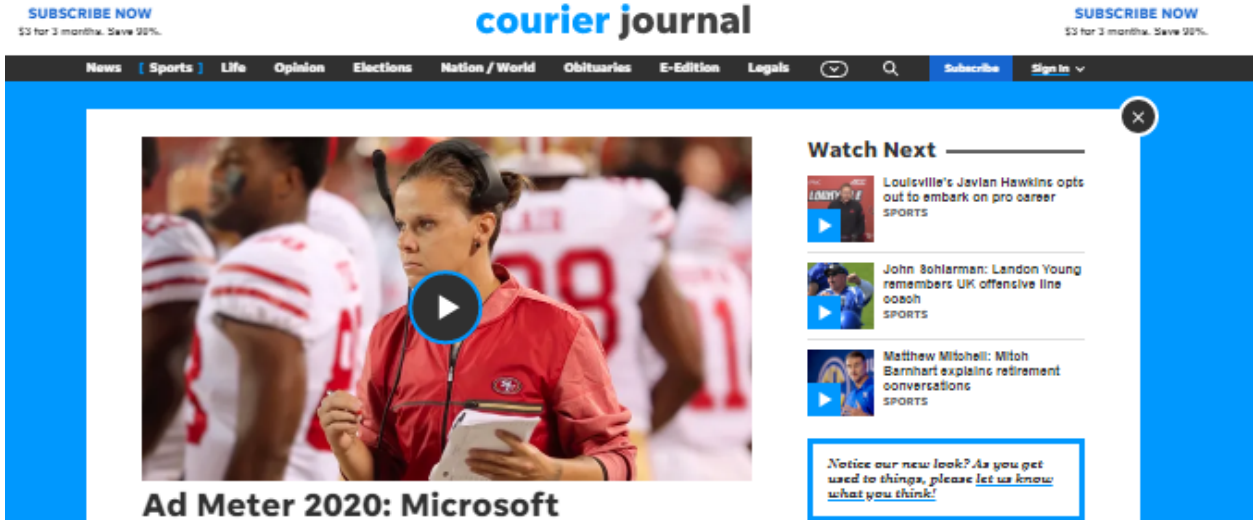 SUBSCRIBE NOW
$3 for 3 months. Save 90%.
courier journal
SUBSCRIBE NOW
$3 for 3 months. Save 90%.
News [ Sports ] Life Opinion Elections Nation / World Obituaries E-Edition Legals Subscribe Sign In
Ad Meter 2020: Microsoft
Watch Next
Louisville's Javian Hawkins opts
out to embark on pro career
SPORTS
John Schlarman: Landon Young
remembers UK offensive line
coach
SPORTS
Matthew Mitchell: Mitch
Barnhart explains retirement
conversations
SPORTS
Notice our new look? As you get
used to things, please let us know
what you think!